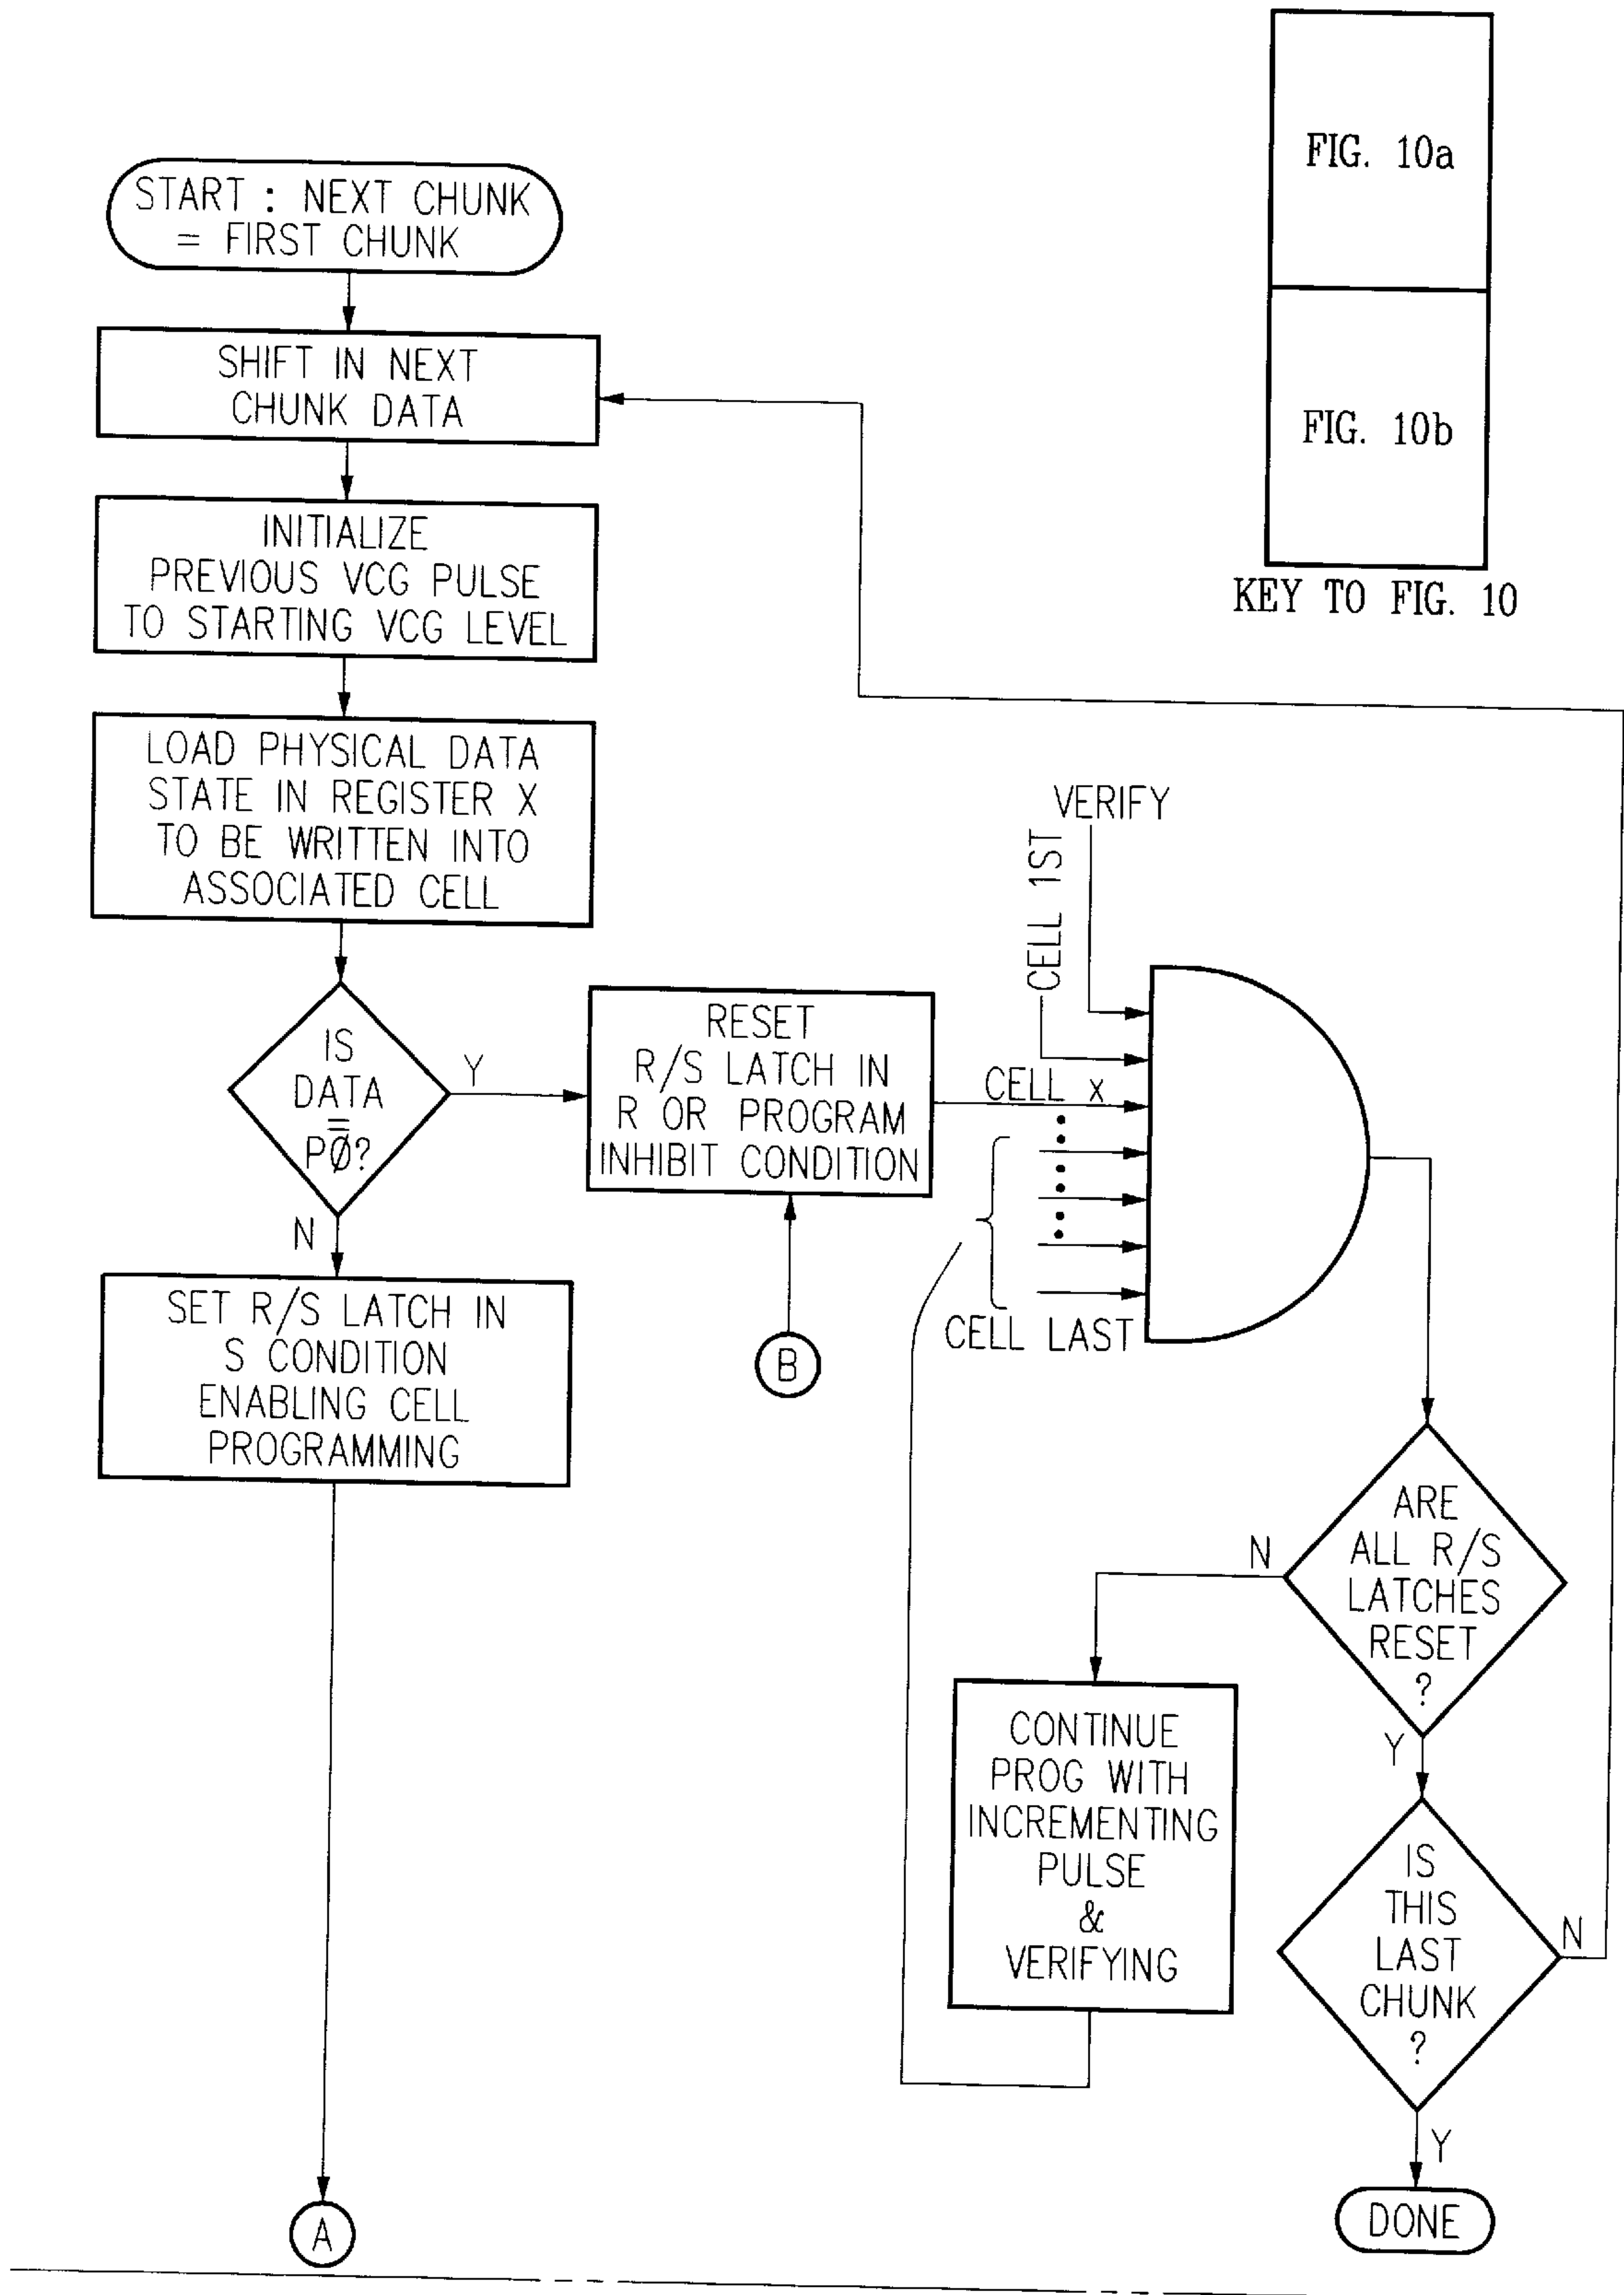 FIG. 10a
FIG. 10b
KEY TO FIG. 10
START : NEXT CHUNK
= FIRST CHUNK
SHIFT IN NEXT
CHUNK DATA
INITIALIZE
PREVIOUS VCG PULSE
TO STARTING VCG LEVEL
LOAD PHYSICAL DATA
STATE IN REGISTER X
TO BE WRITTEN INTO
ASSOCIATED CELL
IS
DATA
=
PØ?
Y
N
RESET
R/S LATCH IN
R OR PROGRAM
INHIBIT CONDITION
B
SET R/S LATCH IN
S CONDITION
ENABLING CELL
PROGRAMMING
A
VERIFY
CELL 1ST
CELL x
CELL LAST
ARE
ALL R/S
LATCHES
RESET
?
N
Y
CONTINUE
PROG WITH
INCREMENTING
PULSE
&
VERIFYING
IS
THIS
LAST
CHUNK
?
N
Y
DONE